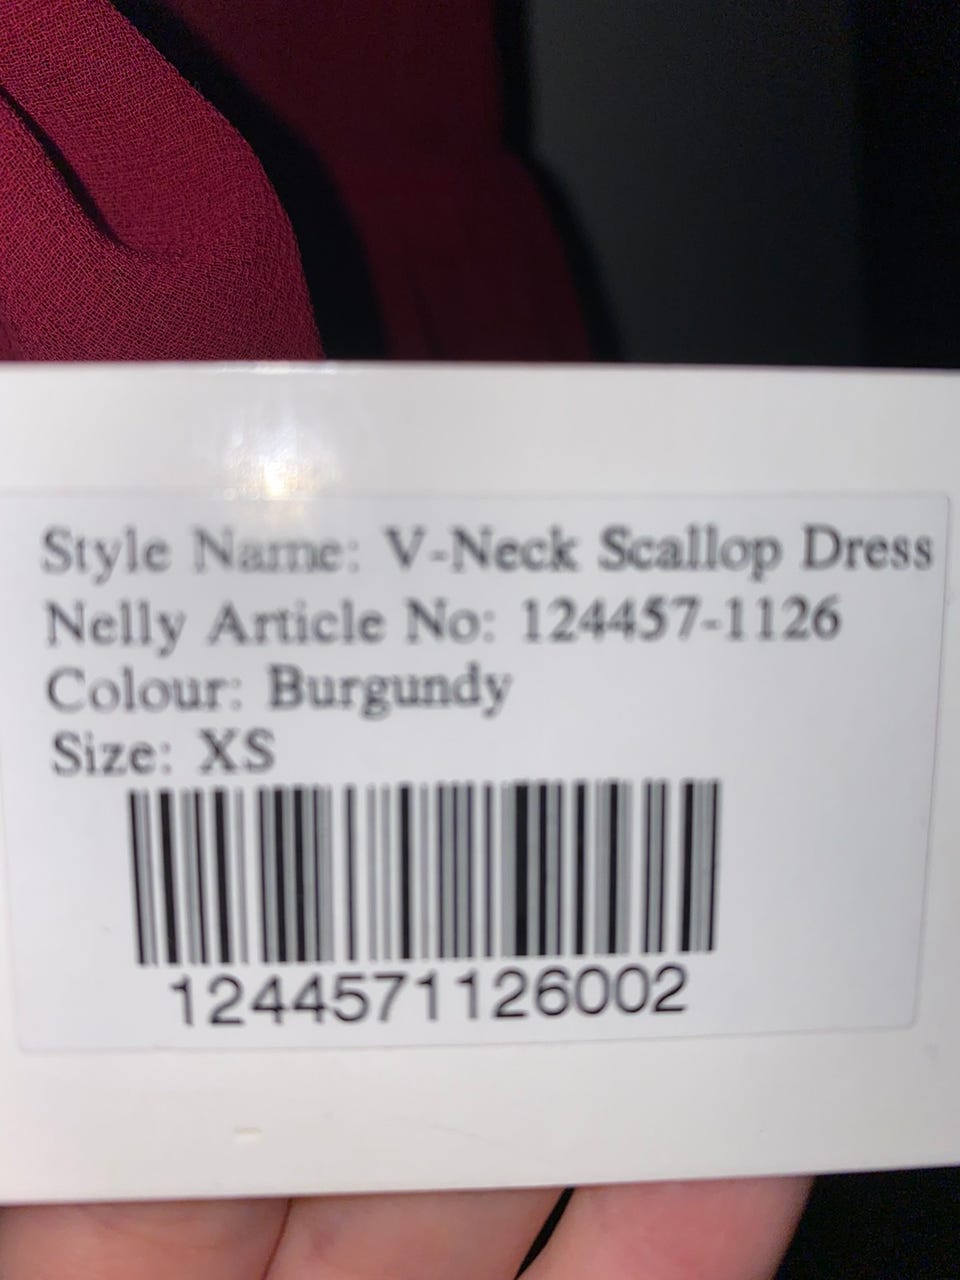 Style Name: V-Neck Scallop Dress
Nelly Article No: 124457-1126
Colour: Burgundy
Size: XS
1244571126002